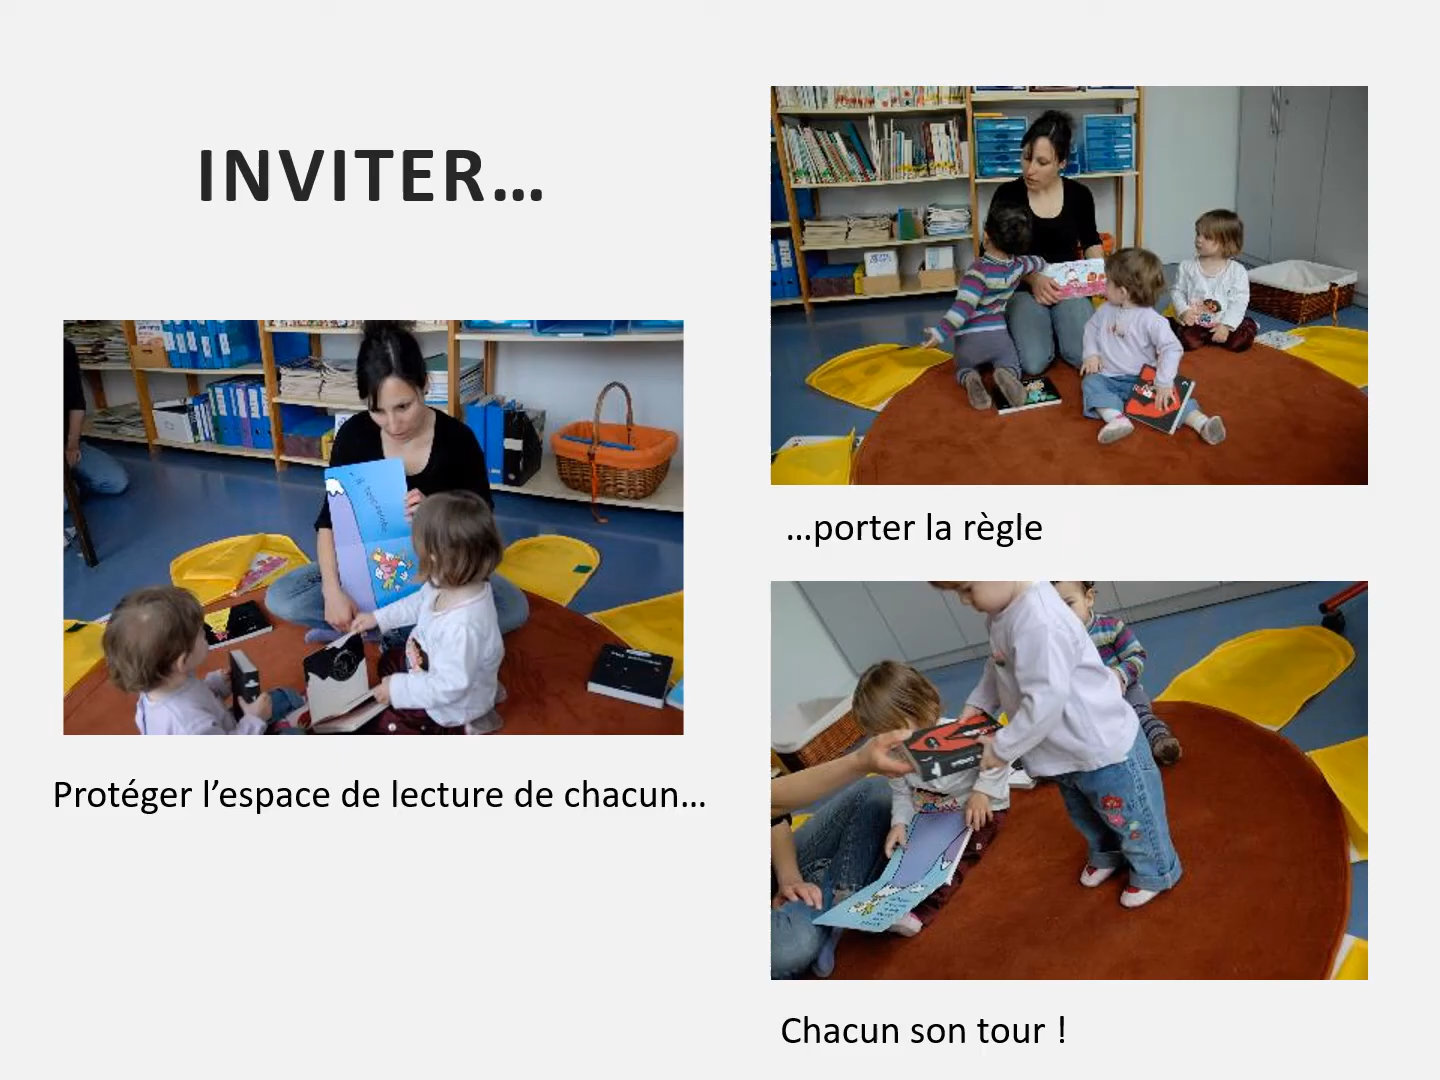 INVITER…
Protéger l’espace de lecture de chacun…
…porter la règle
Chacun son tour !